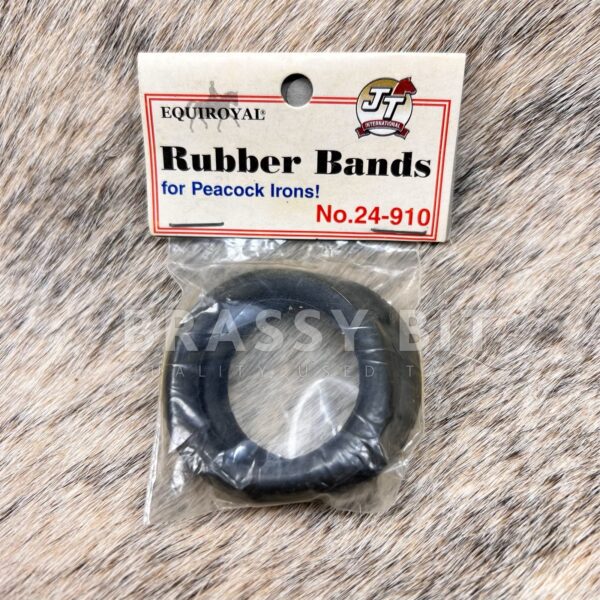 EQUIROYAL®
JT
INTERNATIONAL
Rubber Bands
for Peacock Irons!
No.24-910
BRASSY BIT
QUALITY USED TACK